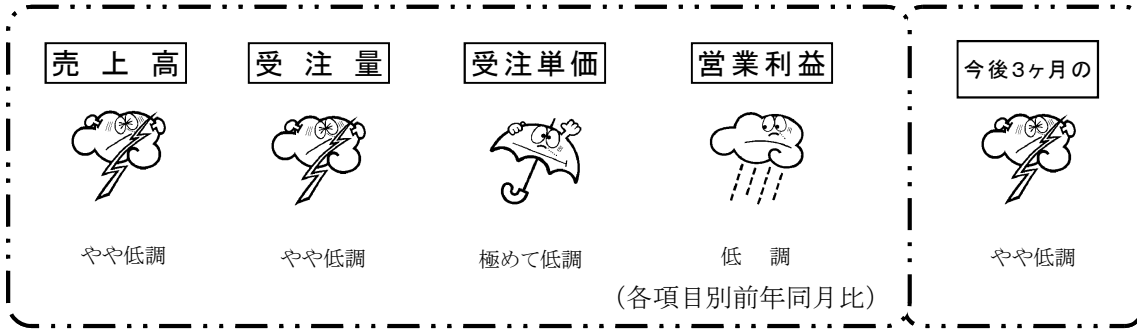 売上高
受注量
受注単価
営業利益
今後3ヶ月の
やや低調
やや低調
極めて低調
低調
やや低調
（各項目別前年同月比）